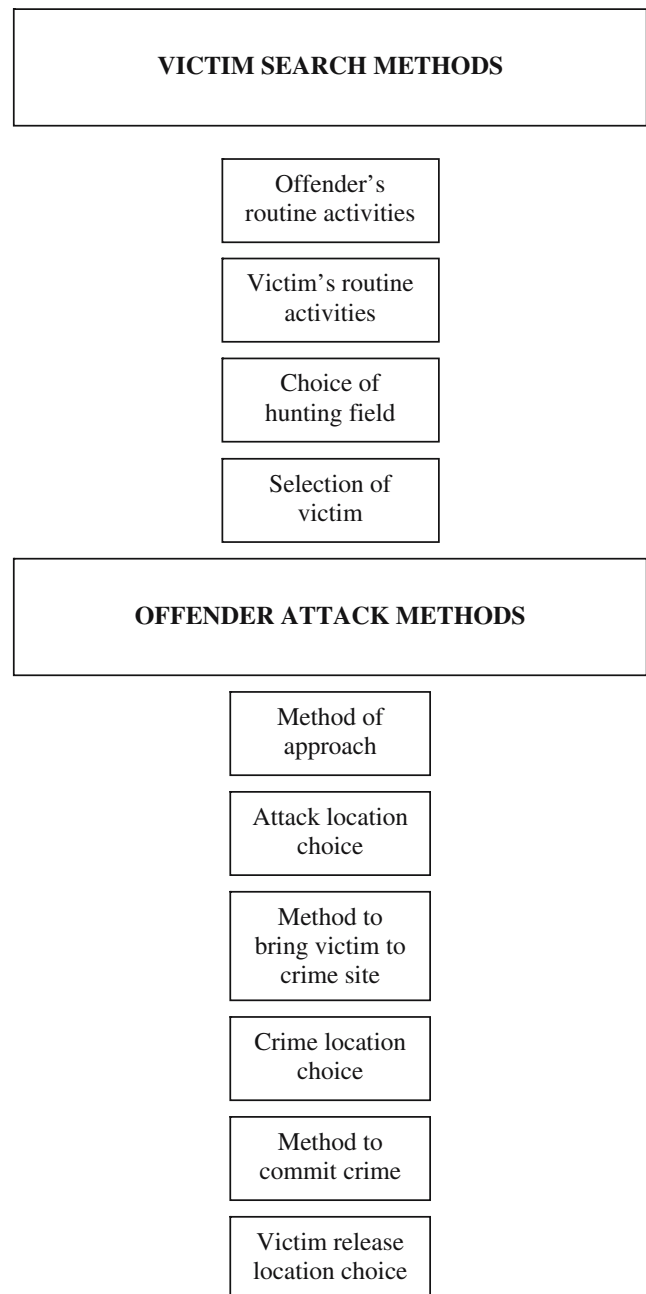 VICTIM SEARCH METHODS
Offender’s
routine activities
Victim’s routine
activities
Choice of
hunting field
Selection of
victim
OFFENDER ATTACK METHODS
Method of
approach
Attack location
choice
Method to
bring victim to
crime site
Crime location
choice
Method to
commit crime
Victim release
location choice